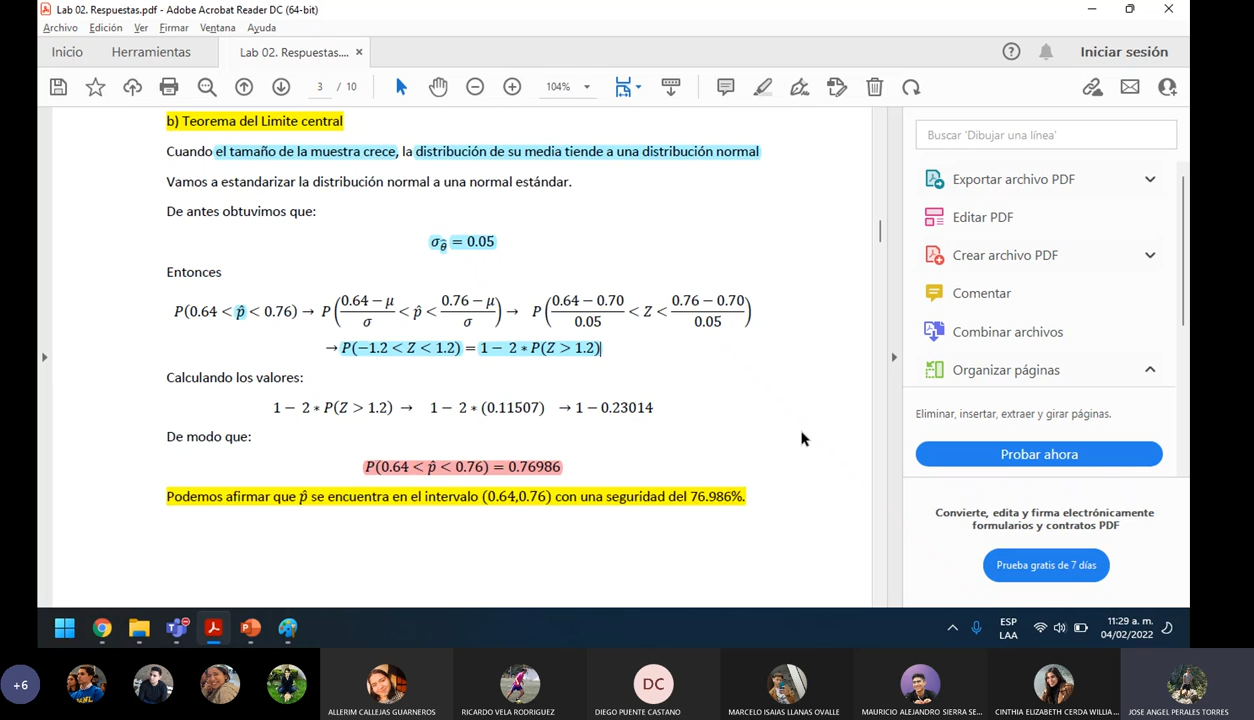 Lab 02. Respuestas.pdf - Adobe Acrobat Reader DC (64-bit)
Archivo Edición Ver Firmar Ventana Ayuda
Inicio Herramientas Lab 02. Respuestas.... × Iniciar sesión
3 / 10 104%
b) Teorema del Limite central
Cuando el tamaño de la muestra crece, la distribución de su media tiende a una distribución normal
Vamos a estandarizar la distribución normal a una normal estándar.
De antes obtuvimos que:
σ_θ̂ = 0.05
Entonces
P(0.64 < p̂ < 0.76) → P((0.64 − μ)/σ < p̂ < (0.76 − μ)/σ) → P((0.64 − 0.70)/0.05 < Z < (0.76 − 0.70)/0.05)
→ P(−1.2 < Z < 1.2) = 1 − 2 ∗ P(Z > 1.2)
Calculando los valores:
1 − 2 ∗ P(Z > 1.2) → 1 − 2 ∗ (0.11507) → 1 − 0.23014
De modo que:
P(0.64 < p̂ < 0.76) = 0.76986
Podemos afirmar que p̂ se encuentra en el intervalo (0.64,0.76) con una seguridad del 76.986%.
Buscar 'Dibujar una línea'
Exportar archivo PDF
Editar PDF
Crear archivo PDF
Comentar
Combinar archivos
Organizar páginas
Eliminar, insertar, extraer y girar páginas.
Probar ahora
Convierte, edita y firma electrónicamente
formularios y contratos PDF
Prueba gratis de 7 días
ESP
LAA
11:29 a. m.
04/02/2022
+6
DC
ALLERIM CALLEJAS GUARNEROS
RICARDO VELA RODRIGUEZ
DIEGO PUENTE CASTANO
MARCELO ISAIAS LLANAS OVALLE
MAURICIO ALEJANDRO SIERRA SE...
CINTHIA ELIZABETH CERDA WILLIA...
JOSE ANGEL PERALES TORRES